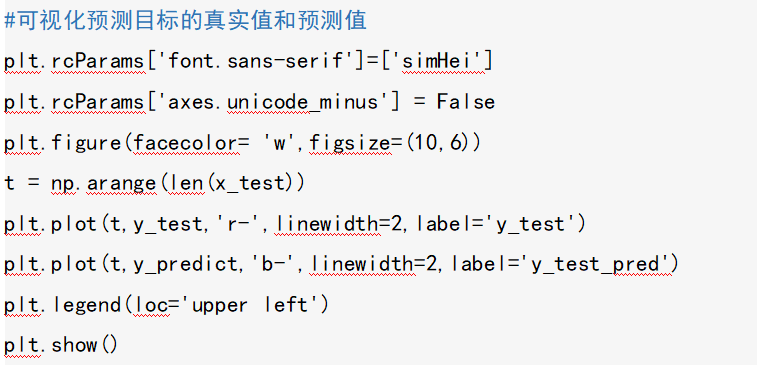 #可视化预测目标的真实值和预测值
plt.rcParams['font.sans-serif']=['simHei']
plt.rcParams['axes.unicode_minus'] = False
plt.figure(facecolor= 'w',figsize=(10,6))
t = np.arange(len(x_test))
plt.plot(t,y_test,'r-',linewidth=2,label='y_test')
plt.plot(t,y_predict,'b-',linewidth=2,label='y_test_pred')
plt.legend(loc='upper left')
plt.show()